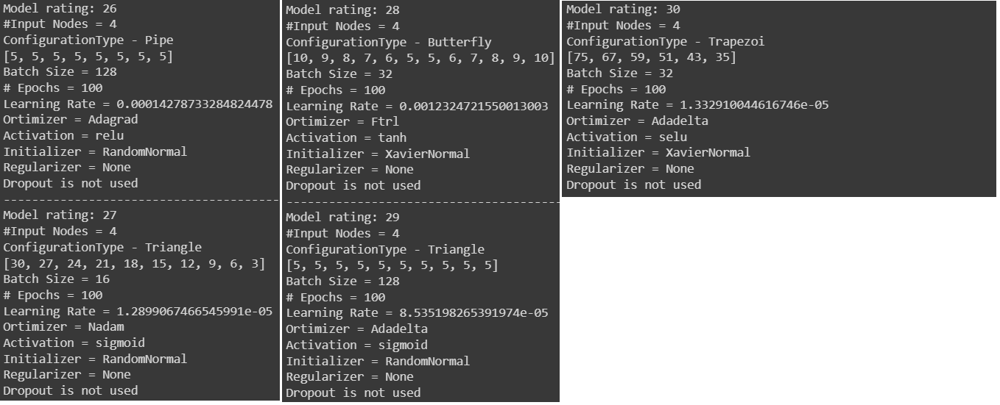 Model rating: 26
#Input Nodes = 4
ConfigurationType - Pipe
[5, 5, 5, 5, 5, 5, 5, 5]
Batch Size = 128
# Epochs = 100
Learning Rate = 0.00014278733284824478
Ortimizer = Adagrad
Activation = relu
Initializer = RandomNormal
Regularizer = None
Dropout is not used
---------------------------------------
Model rating: 27
#Input Nodes = 4
ConfigurationType - Triangle
[30, 27, 24, 21, 18, 15, 12, 9, 6, 3]
Batch Size = 16
# Epochs = 100
Learning Rate = 1.2899067466545991e-05
Ortimizer = Nadam
Activation = sigmoid
Initializer = RandomNormal
Regularizer = None
Dropout is not used
Model rating: 28
#Input Nodes = 4
ConfigurationType - Butterfly
[10, 9, 8, 7, 6, 5, 5, 6, 7, 8, 9, 10]
Batch Size = 32
# Epochs = 100
Learning Rate = 0.0012324721550013003
Ortimizer = Ftrl
Activation = tanh
Initializer = XavierNormal
Regularizer = None
Dropout is not used
---------------------------------------
Model rating: 29
#Input Nodes = 4
ConfigurationType - Triangle
[5, 5, 5, 5, 5, 5, 5, 5, 5, 5]
Batch Size = 128
# Epochs = 100
Learning Rate = 8.535198265391974e-05
Ortimizer = Adadelta
Activation = sigmoid
Initializer = RandomNormal
Regularizer = None
Dropout is not used
Model rating: 30
#Input Nodes = 4
ConfigurationType - Trapezoi
[75, 67, 59, 51, 43, 35]
Batch Size = 32
# Epochs = 100
Learning Rate = 1.332910044616746e-05
Ortimizer = Adadelta
Activation = selu
Initializer = XavierNormal
Regularizer = None
Dropout is not used